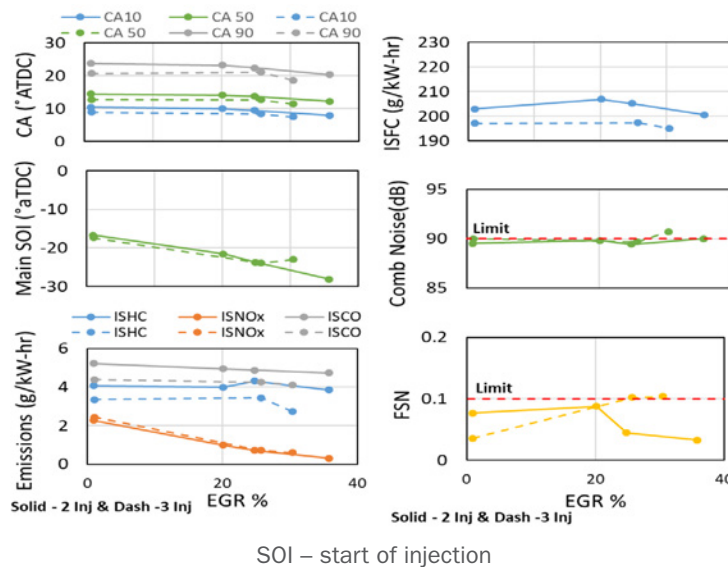 CA10 CA 50 CA 90
CA 50 CA10 CA 90
30
20
10
0
CA (°ATDC)
0
-10
-20
-30
Main SOI (°aTDC)
ISHC ISNOx ISCO
ISHC ISNOx ISCO
6
4
2
0
Emissions (g/kW-hr)
0 20 40 60
EGR %
Solid - 2 Inj & Dash -3 Inj
230
220
210
200
190
ISFC (g/kW-hr)
95
90
85
Comb Noise(dB)
Limit
0.2
0.1
0
FSN
Limit
0 20 40
EGR %
Solid - 2 Inj & Dash -3 Inj
SOI – start of injection